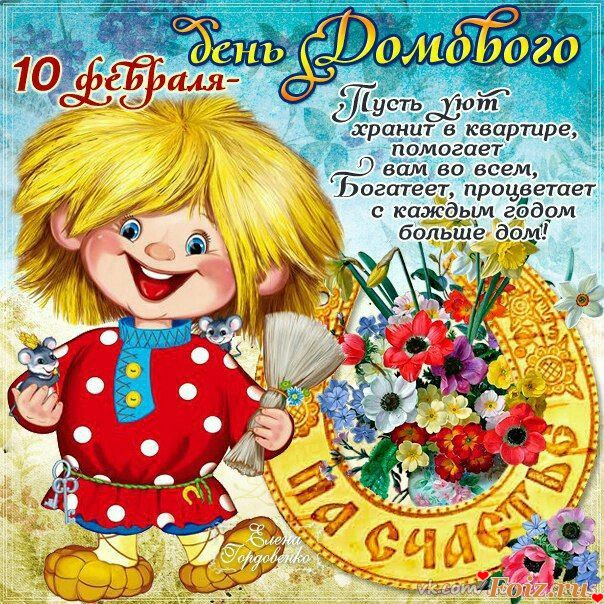 день Домового
10 февраля-
Пусть уют
хранит в квартире,
помогает
вам во всем,
Богатеет, процветает
с каждым годом
больше дом!
НА СЧАСТЬЕ
Елена
Гордовенко
vk.com
Foiz.ru